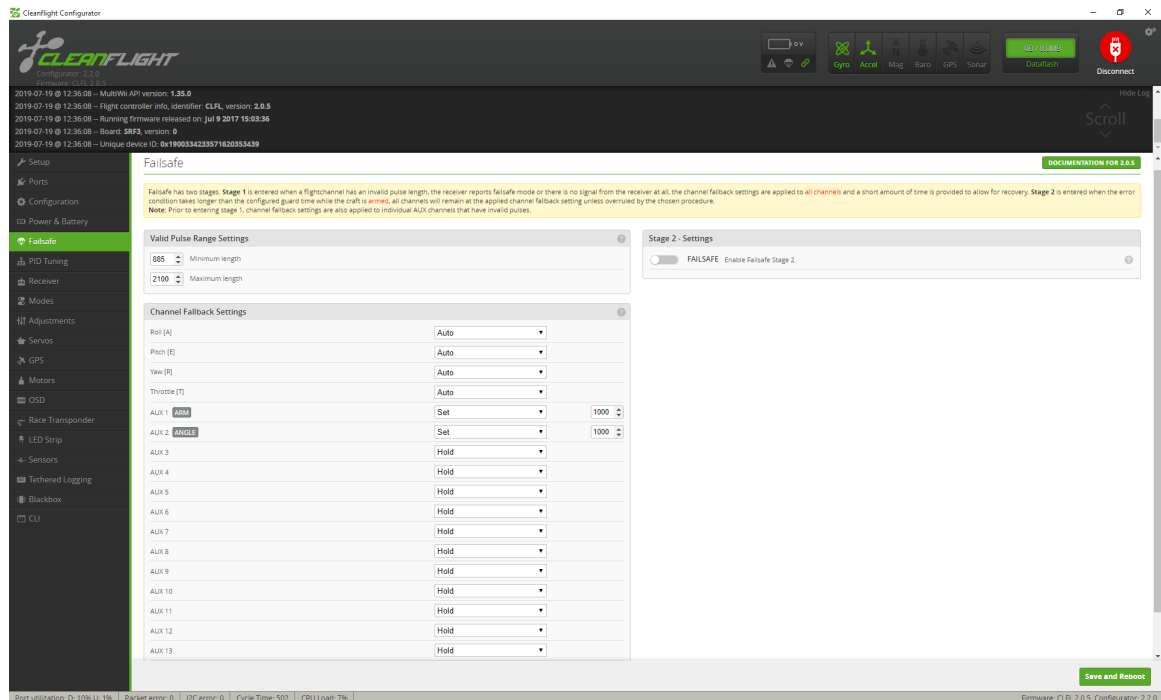 Cleanflight Configurator
CLEANFLIGHT
Configurator: 2.2.0
Firmware: CLFL 2.0.5
0 V
Gyro Accel Mag Baro GPS Sonar
Dataflash
Disconnect
2019-07-19 @ 12:36:08 -- MultiWii API version: 1.35.0
Hide Log
2019-07-19 @ 12:36:08 -- Flight controller info, identifier: CLFL, version: 2.0.5
2019-07-19 @ 12:36:08 -- Running firmware released on: Jul 9 2017 15:03:36
2019-07-19 @ 12:36:08 -- Board: SRF3, version: 0
2019-07-19 @ 12:36:08 -- Unique device ID: 0x1900334233571620353439
Scroll
Setup
Ports
Configuration
Power & Battery
Failsafe
PID Tuning
Receiver
Modes
Adjustments
Servos
GPS
Motors
OSD
Race Transponder
LED Strip
Sensors
Tethered Logging
Blackbox
CLI
Failsafe
DOCUMENTATION FOR 2.0.5
Failsafe has two stages. Stage 1 is entered when a flightchannel has an invalid pulse length, the receiver reports failsafe mode or there is no signal from the receiver at all, the channel fallback settings are applied to all channels and a short amount of time is provided to allow for recovery. Stage 2 is entered when the error
condition takes longer than the configured guard time while the craft is armed, all channels will remain at the applied channel fallback setting unless overruled by the chosen procedure.
Note: Prior to entering stage 1, channel fallback settings are also applied to individual AUX channels that have invalid pulses.
Valid Pulse Range Settings
885 Minimum length
2100 Maximum length
Stage 2 - Settings
FAILSAFE Enable Failsafe Stage 2
Channel Fallback Settings
Roll [A] Auto
Pitch [E] Auto
Yaw [R] Auto
Throttle [T] Auto
AUX 1 ARM Set 1000
AUX 2 ANGLE Set 1000
AUX 3 Hold
AUX 4 Hold
AUX 5 Hold
AUX 6 Hold
AUX 7 Hold
AUX 8 Hold
AUX 9 Hold
AUX 10 Hold
AUX 11 Hold
AUX 12 Hold
AUX 13 Hold
Save and Reboot
Port utilization: D: 10% U: 1% Packet error: 0 I2C error: 0 Cycle Time: 502 CPU Load: 7%
Firmware: CLFL 2.0.5, Configurator: 2.2.0